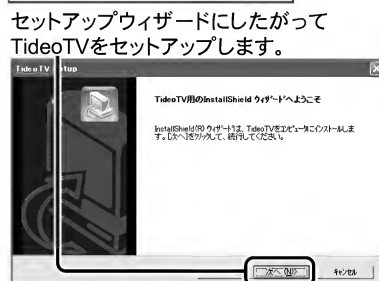 セットアップウィザードにしたがって
TideoTVをセットアップします。
TideoTV Setup
TideoTV用のInstallShield ウィザードへようこそ
InstallShield(R) ウィザードは、TideoTVをコンピュータにインストールしま
す。「次へ」をクリックして、続行してください。
次へ(N)>
キャンセル